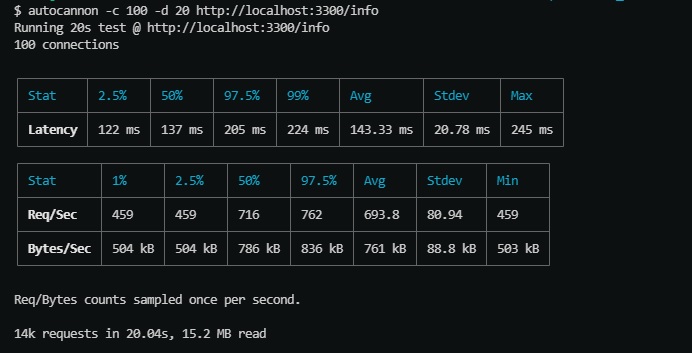 $ autocannon -c 100 -d 20 http://localhost:3300/info
Running 20s test @ http://localhost:3300/info
100 connections
Stat 2.5% 50% 97.5% 99% Avg Stdev Max
Latency 122 ms 137 ms 205 ms 224 ms 143.33 ms 20.78 ms 245 ms
Stat 1% 2.5% 50% 97.5% Avg Stdev Min
Req/Sec 459 459 716 762 693.8 80.94 459
Bytes/Sec 504 kB 504 kB 786 kB 836 kB 761 kB 88.8 kB 503 kB
Req/Bytes counts sampled once per second.
14k requests in 20.04s, 15.2 MB read